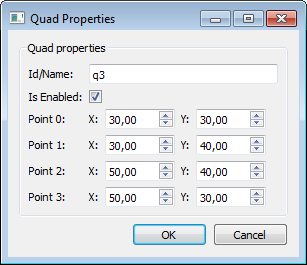 Quad Properties
Quad properties
Id/Name: q3
Is Enabled:
Point 0: X: 30,00 Y: 30,00
Point 1: X: 30,00 Y: 40,00
Point 2: X: 50,00 Y: 40,00
Point 3: X: 50,00 Y: 30,00
OK Cancel